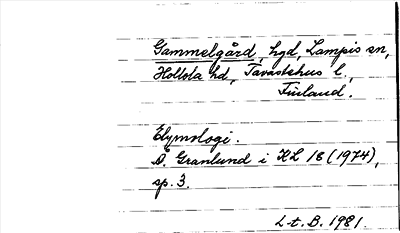 Gammelgård, hgd, Lampis sn,
Hollola hd, Tavastehus l.,
Finland.
Etymologi.
Å. Granlund i KL 18 (1974),
sp. 3.
L-t. B. 1981.